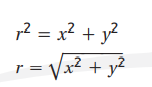 r² = x² + y²
r = √x² + y²